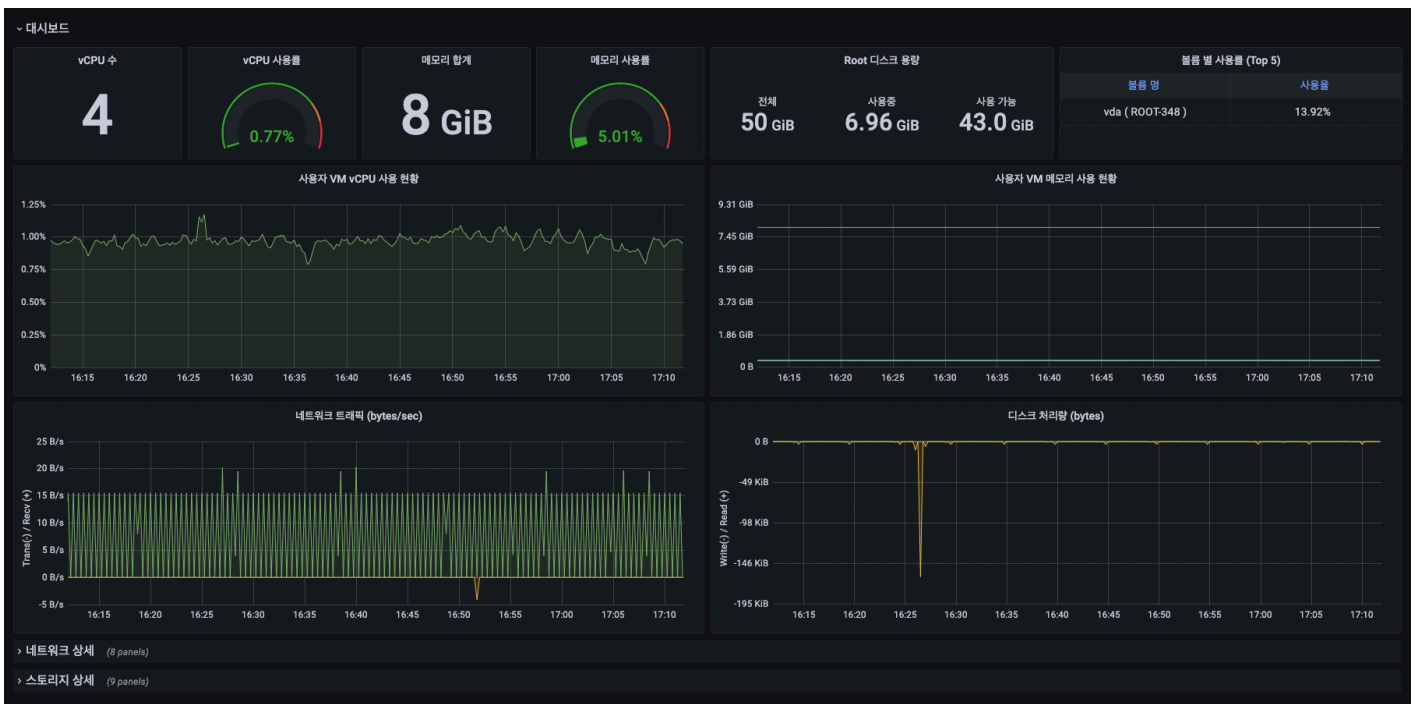 대시보드
vCPU 수
4
vCPU 사용률
0.77%
메모리 합계
8 GiB
메모리 사용률
5.01%
Root 디스크 용량
전체 사용중 사용 가능
50 GiB 6.96 GiB 43.0 GiB
볼륨 별 사용률 (Top 5)
볼륨 명 사용율
vda ( ROOT-348 ) 13.92%
사용자 VM vCPU 사용 현황
1.25%
1.00%
0.75%
0.50%
0.25%
0%
16:15 16:20 16:25 16:30 16:35 16:40 16:45 16:50 16:55 17:00 17:05 17:10
사용자 VM 메모리 사용 현황
9.31 GiB
7.45 GiB
5.59 GiB
3.73 GiB
1.86 GiB
0 B
16:15 16:20 16:25 16:30 16:35 16:40 16:45 16:50 16:55 17:00 17:05 17:10
네트워크 트래픽 (bytes/sec)
Trans(-) / Recv (+)
25 B/s
20 B/s
15 B/s
10 B/s
5 B/s
0 B/s
-5 B/s
16:15 16:20 16:25 16:30 16:35 16:40 16:45 16:50 16:55 17:00 17:05 17:10
디스크 처리량 (bytes)
Write(-) / Read (+)
0 B
-49 KiB
-98 KiB
-146 KiB
-195 KiB
16:15 16:20 16:25 16:30 16:35 16:40 16:45 16:50 16:55 17:00 17:05 17:10
네트워크 상세 (8 panels)
스토리지 상세 (9 panels)